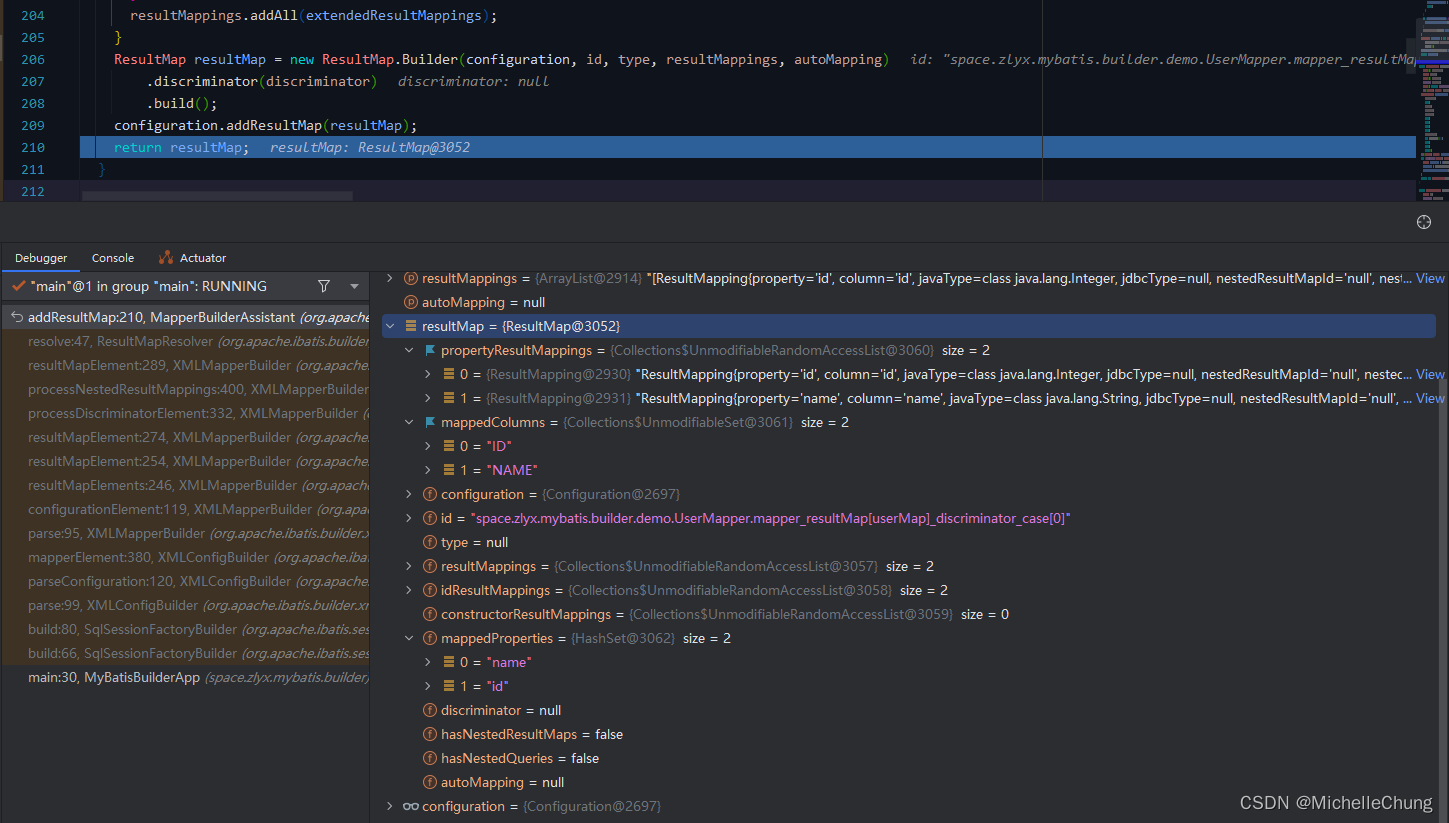 204 resultMappings.addAll(extendedResultMappings);
205 }
206 ResultMap resultMap = new ResultMap.Builder(configuration, id, type, resultMappings, autoMapping) id: "space.zlyx.mybatis.builder.demo.UserMapper.mapper_resultMa
207 .discriminator(discriminator) discriminator: null
208 .build();
209 configuration.addResultMap(resultMap);
210 return resultMap; resultMap: ResultMap@3052
211 }
212
Debugger Console Actuator
"main"@1 in group "main": RUNNING
addResultMap:210, MapperBuilderAssistant (org.apache
resolve:47, ResultMapResolver (org.apache.ibatis.builder
resultMapElement:289, XMLMapperBuilder (org.apache.
processNestedResultMappings:400, XMLMapperBuilder
processDiscriminatorElement:332, XMLMapperBuilder (
resultMapElement:274, XMLMapperBuilder (org.apache.
resultMapElement:254, XMLMapperBuilder (org.apache.
resultMapElements:246, XMLMapperBuilder (org.apach
configurationElement:119, XMLMapperBuilder (org.apa
parse:95, XMLMapperBuilder (org.apache.ibatis.builder.x
mapperElement:380, XMLConfigBuilder (org.apache.iba
parseConfiguration:120, XMLConfigBuilder (org.apache.
parse:99, XMLConfigBuilder (org.apache.ibatis.builder.xr
build:80, SqlSessionFactoryBuilder (org.apache.ibatis.ses
build:66, SqlSessionFactoryBuilder (org.apache.ibatis.ses
main:30, MyBatisBuilderApp (space.zlyx.mybatis.builder)
resultMappings = {ArrayList@2914} "[ResultMapping{property='id', column='id', javaType=class java.lang.Integer, jdbcType=null, nestedResultMapId='null', nest... View
autoMapping = null
resultMap = {ResultMap@3052}
propertyResultMappings = {Collections$UnmodifiableRandomAccessList@3060} size = 2
0 = {ResultMapping@2930} "ResultMapping{property='id', column='id', javaType=class java.lang.Integer, jdbcType=null, nestedResultMapId='null', nestec... View
1 = {ResultMapping@2931} "ResultMapping{property='name', column='name', javaType=class java.lang.String, jdbcType=null, nestedResultMapId='null', ... View
mappedColumns = {Collections$UnmodifiableSet@3061} size = 2
0 = "ID"
1 = "NAME"
configuration = {Configuration@2697}
id = "space.zlyx.mybatis.builder.demo.UserMapper.mapper_resultMap[userMap]_discriminator_case[0]"
type = null
resultMappings = {Collections$UnmodifiableRandomAccessList@3057} size = 2
idResultMappings = {Collections$UnmodifiableRandomAccessList@3058} size = 2
constructorResultMappings = {Collections$UnmodifiableRandomAccessList@3059} size = 0
mappedProperties = {HashSet@3062} size = 2
0 = "name"
1 = "id"
discriminator = null
hasNestedResultMaps = false
hasNestedQueries = false
autoMapping = null
configuration = {Configuration@2697}
CSDN @MichelleChung